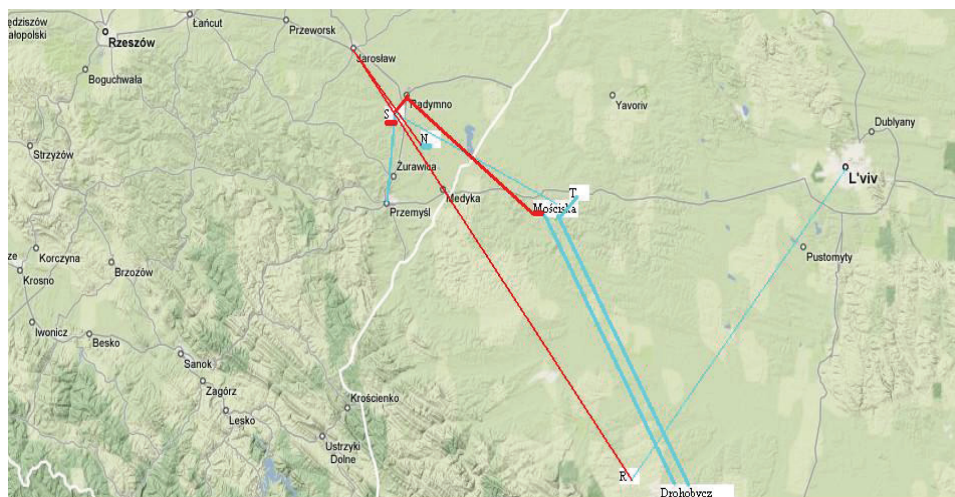 ędziszów
ałopolski
Rzeszów
Łańcut
Przeworsk
Jarosław
Boguchwała
Radymno
Yavoriv
S
N
Dublyany
Strzyżów
Żurawica
L'viv
T
Medyka
Przemyśl
Mościska
Korczyna
ze
Brzozów
Pustomyty
Krosno
Iwonicz
Besko
Sanok
Zagórz
Krościenko
Lesko
Ustrzyki
Dolne
R
Drohobycz